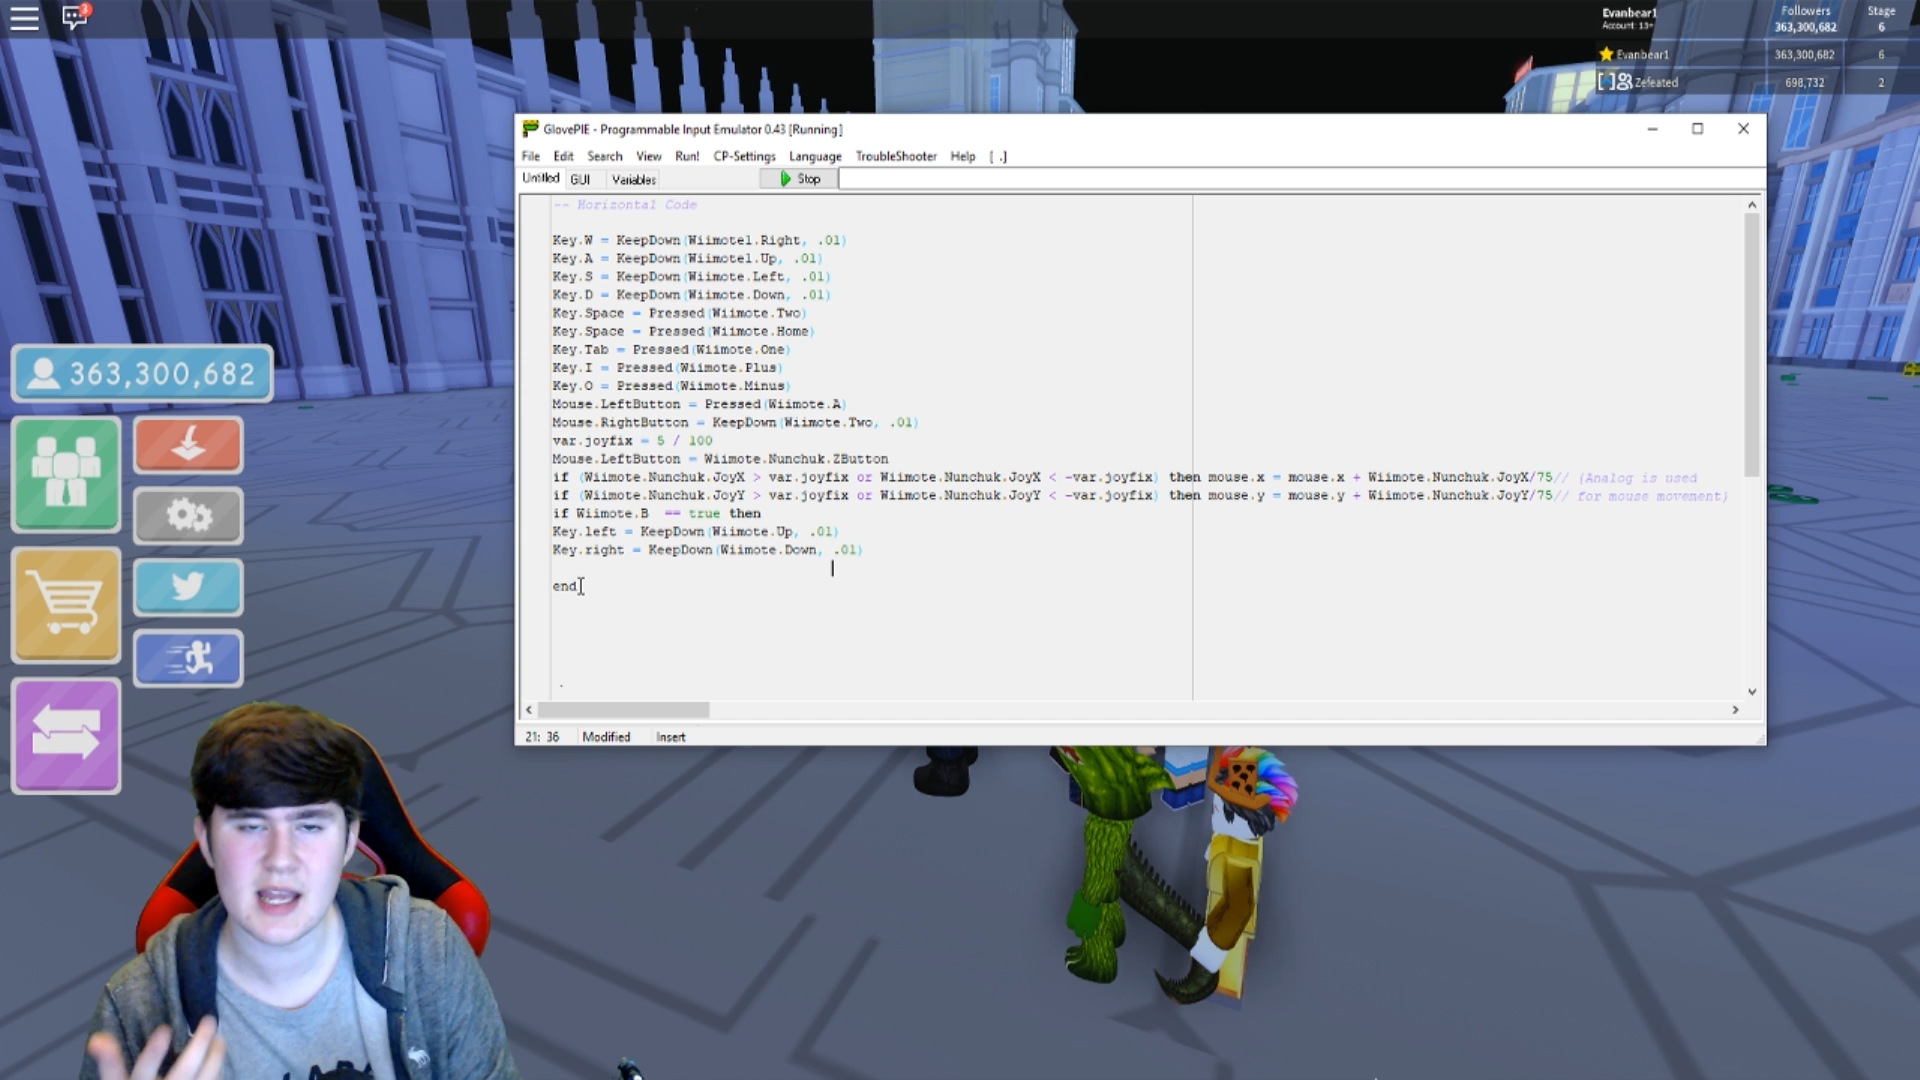 3
Evanbear1
Account: 13+
Followers
363,300,682
Stage
6
Evanbear1 363,300,682 6
Zefeated 698,732 2
GlovePIE - Programmable Input Emulator 0.43 [Running]
File Edit Search View Run! CP-Settings Language TroubleShooter Help [ .]
Untitled GUI Variables Stop
-- Horizontal Code
Key.W = KeepDown(Wiimote1.Right, .01)
Key.A = KeepDown(Wiimote1.Up, .01)
Key.S = KeepDown(Wiimote.Left, .01)
Key.D = KeepDown(Wiimote.Down, .01)
Key.Space = Pressed(Wiimote.Two)
Key.Space = Pressed(Wiimote.Home)
Key.Tab = Pressed(Wiimote.One)
Key.I = Pressed(Wiimote.Plus)
Key.O = Pressed(Wiimote.Minus)
Mouse.LeftButton = Pressed(Wiimote.A)
Mouse.RightButton = KeepDown(Wiimote.Two, .01)
var.joyfix = 5 / 100
Mouse.LeftButton = Wiimote.Nunchuk.ZButton
if (Wiimote.Nunchuk.JoyX > var.joyfix or Wiimote.Nunchuk.JoyX < -var.joyfix) then mouse.x = mouse.x + Wiimote.Nunchuk.JoyX/75// (Analog is used
if (Wiimote.Nunchuk.JoyY > var.joyfix or Wiimote.Nunchuk.JoyY < -var.joyfix) then mouse.y = mouse.y + Wiimote.Nunchuk.JoyY/75// for mouse movement)
if Wiimote.B == true then
Key.left = KeepDown(Wiimote.Up, .01)
Key.right = KeepDown(Wiimote.Down, .01)
end
.
21: 36 Modified Insert
363,300,682